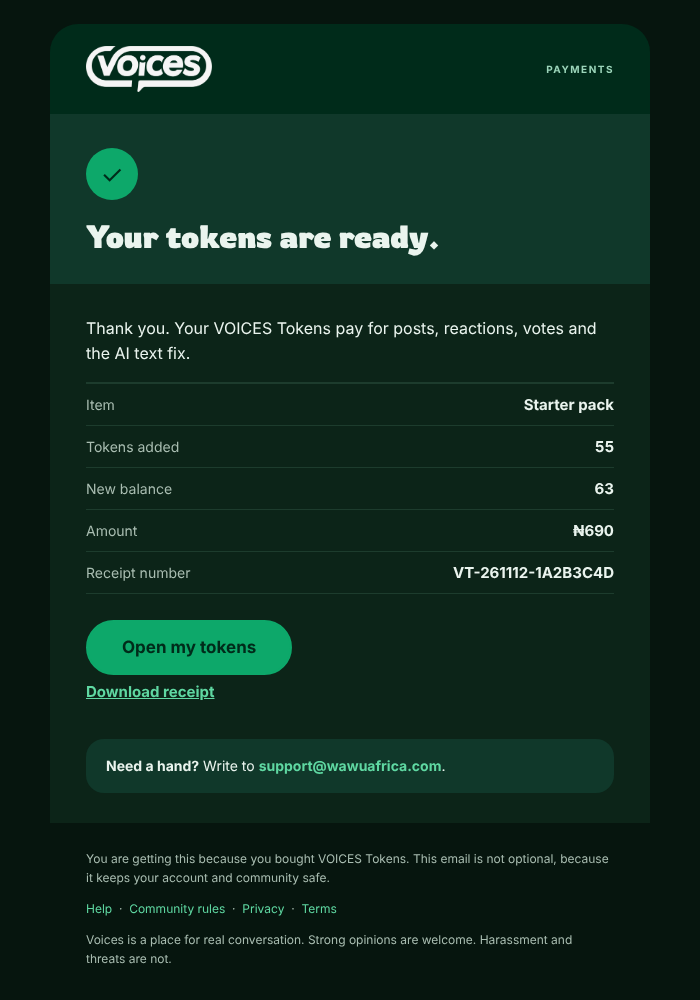 Voices
PAYMENTS
Your tokens are ready.
Thank you. Your VOICES Tokens pay for posts, reactions, votes and
the AI text fix.
Item Starter pack
Tokens added 55
New balance 63
Amount ₦690
Receipt number VT-261112-1A2B3C4D
Open my tokens
Download receipt
Need a hand? Write to support@wawuafrica.com.
You are getting this because you bought VOICES Tokens. This email is not optional, because
it keeps your account and community safe.
Help · Community rules · Privacy · Terms
Voices is a place for real conversation. Strong opinions are welcome. Harassment and
threats are not.